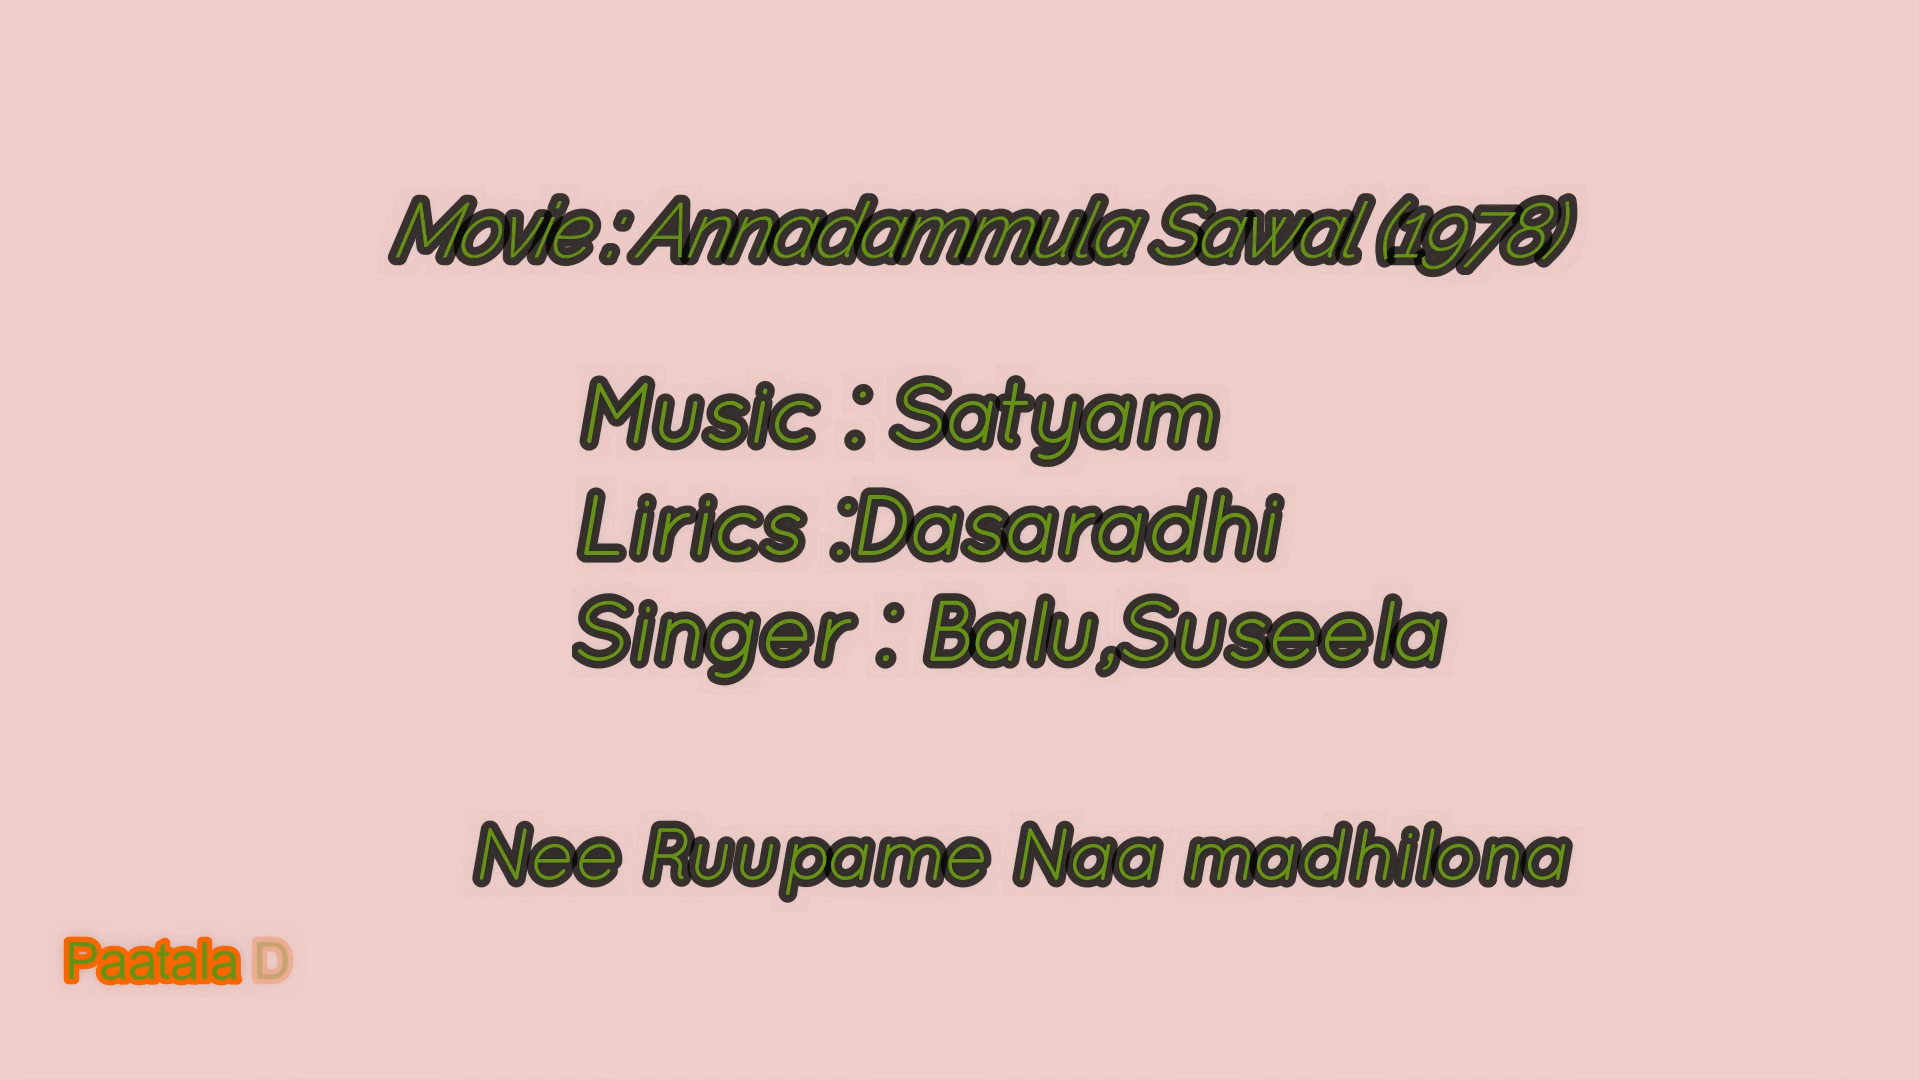 Movie : Annadammula Sawal (1978)
Music : Satyam
Lirics :Dasaradhi
Singer : Balu,Suseela
Nee Ruupame Naa madhilona
Paatala D